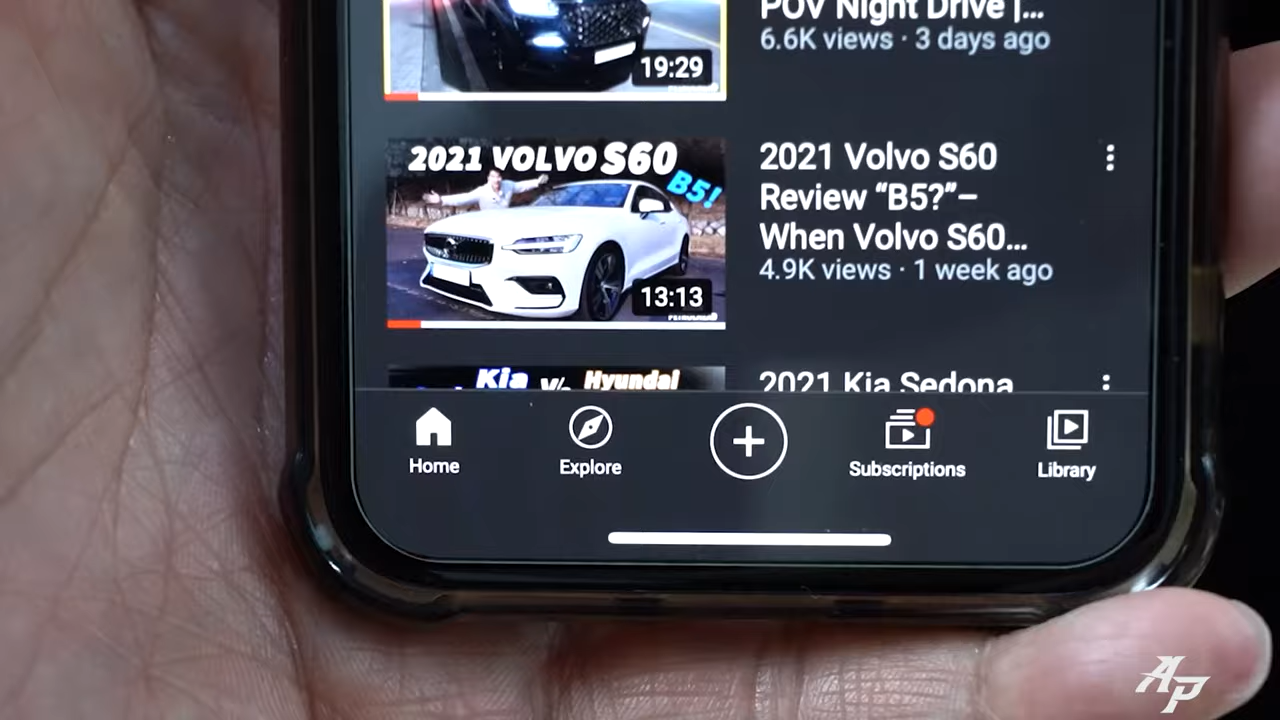 POV Night Drive |...
6.6K views · 3 days ago
19:29
2021 VOLVO S60
B5!
13:13
2021 Volvo S60
Review “B5?”–
When Volvo S60...
4.9K views · 1 week ago
Kia Vs Hyundai
2021 Kia Sedona
Home
Explore
Subscriptions
Library
AP